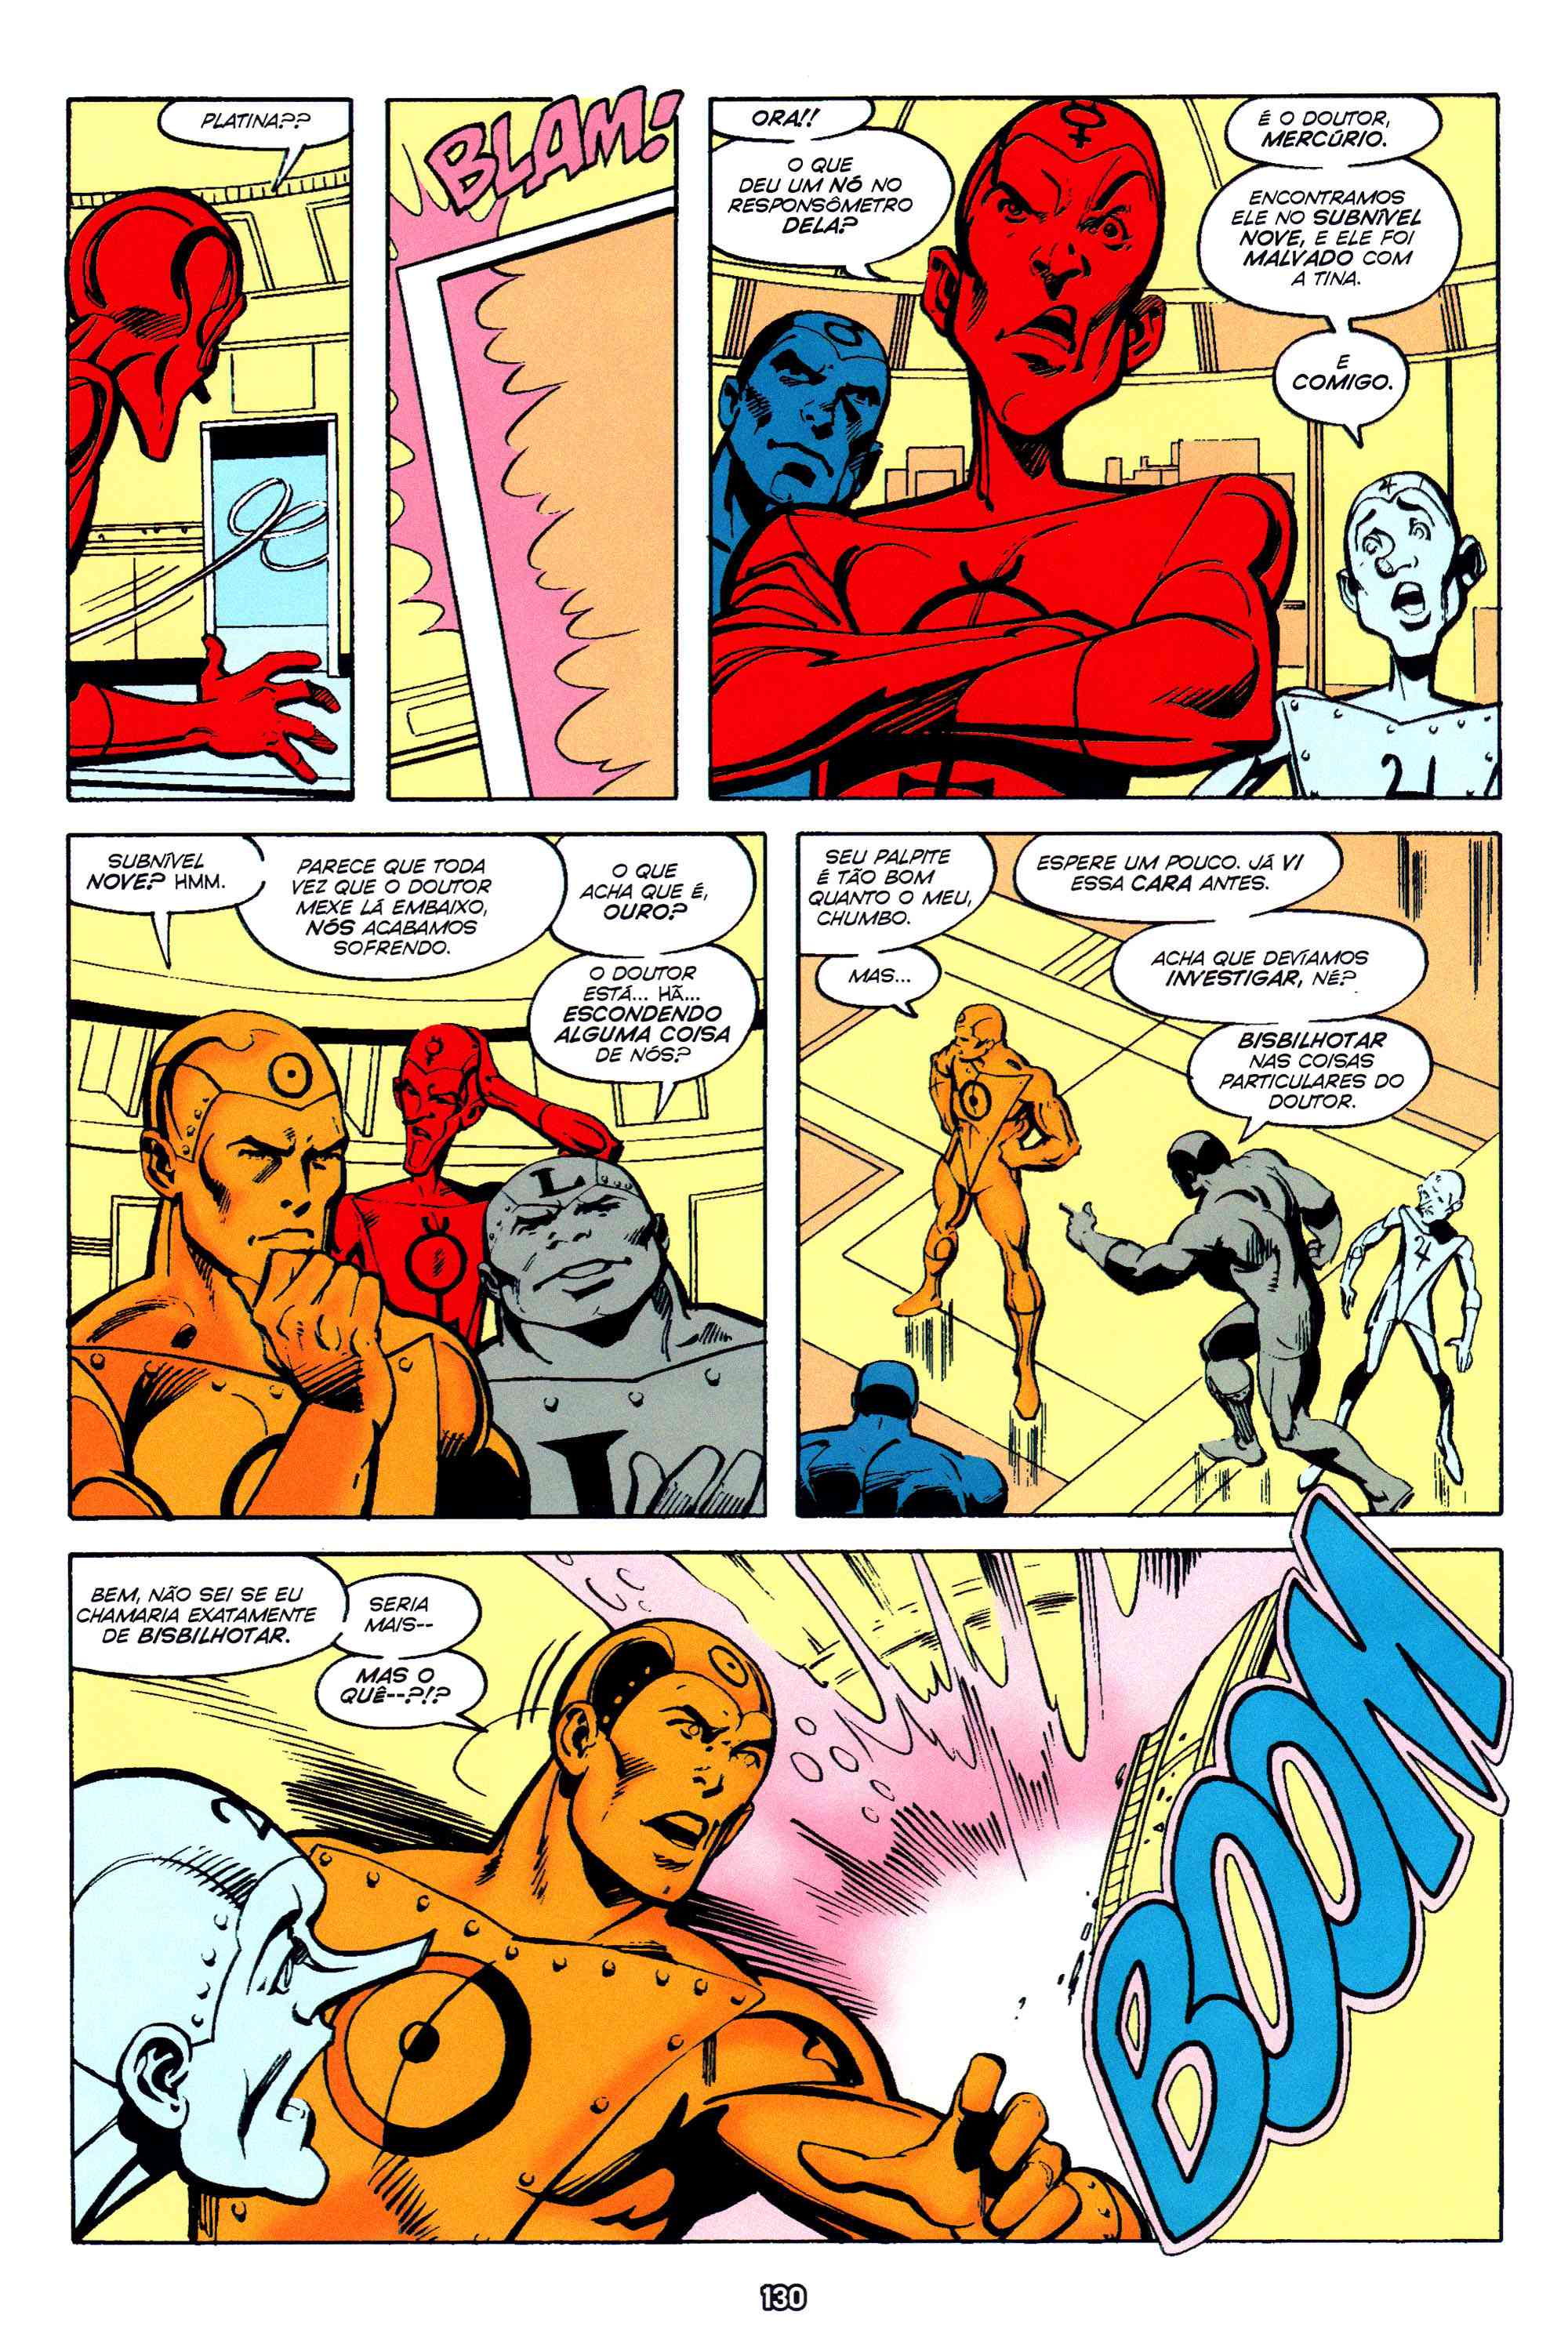 PLATINA??
BLAM!
ORA!!
O QUE
DEU UM NÓ NO
RESPONSÔMETRO
DELA?
É O DOUTOR,
MERCÚRIO.
ENCONTRAMOS
ELE NO SUBNÍVEL
NOVE, E ELE FOI
MALVADO COM
A TINA.
E
COMIGO.
21
SUBNÍVEL
NOVE? HMM.
PARECE QUE TODA
VEZ QUE O DOUTOR
MEXE LÁ EMBAIXO,
NÓS ACABAMOS
SOFRENDO.
O QUE
ACHA QUE É,
OURO?
O DOUTOR
ESTÁ... HÃ...
ESCONDENDO
ALGUMA COISA
DE NÓS?
L
L
SEU PALPITE
É TÃO BOM
QUANTO O MEU,
CHUMBO.
MAS...
ESPERE UM POUCO. JÁ VI
ESSA CARA ANTES.
ACHA QUE DEVÍAMOS
INVESTIGAR, NÉ?
BISBILHOTAR
NAS COISAS
PARTICULARES DO
DOUTOR.
BEM, NÃO SEI SE EU
CHAMARIA EXATAMENTE
DE BISBILHOTAR.
SERIA
MAIS--
MAS O
QUÊ--?!?
BOOM
130